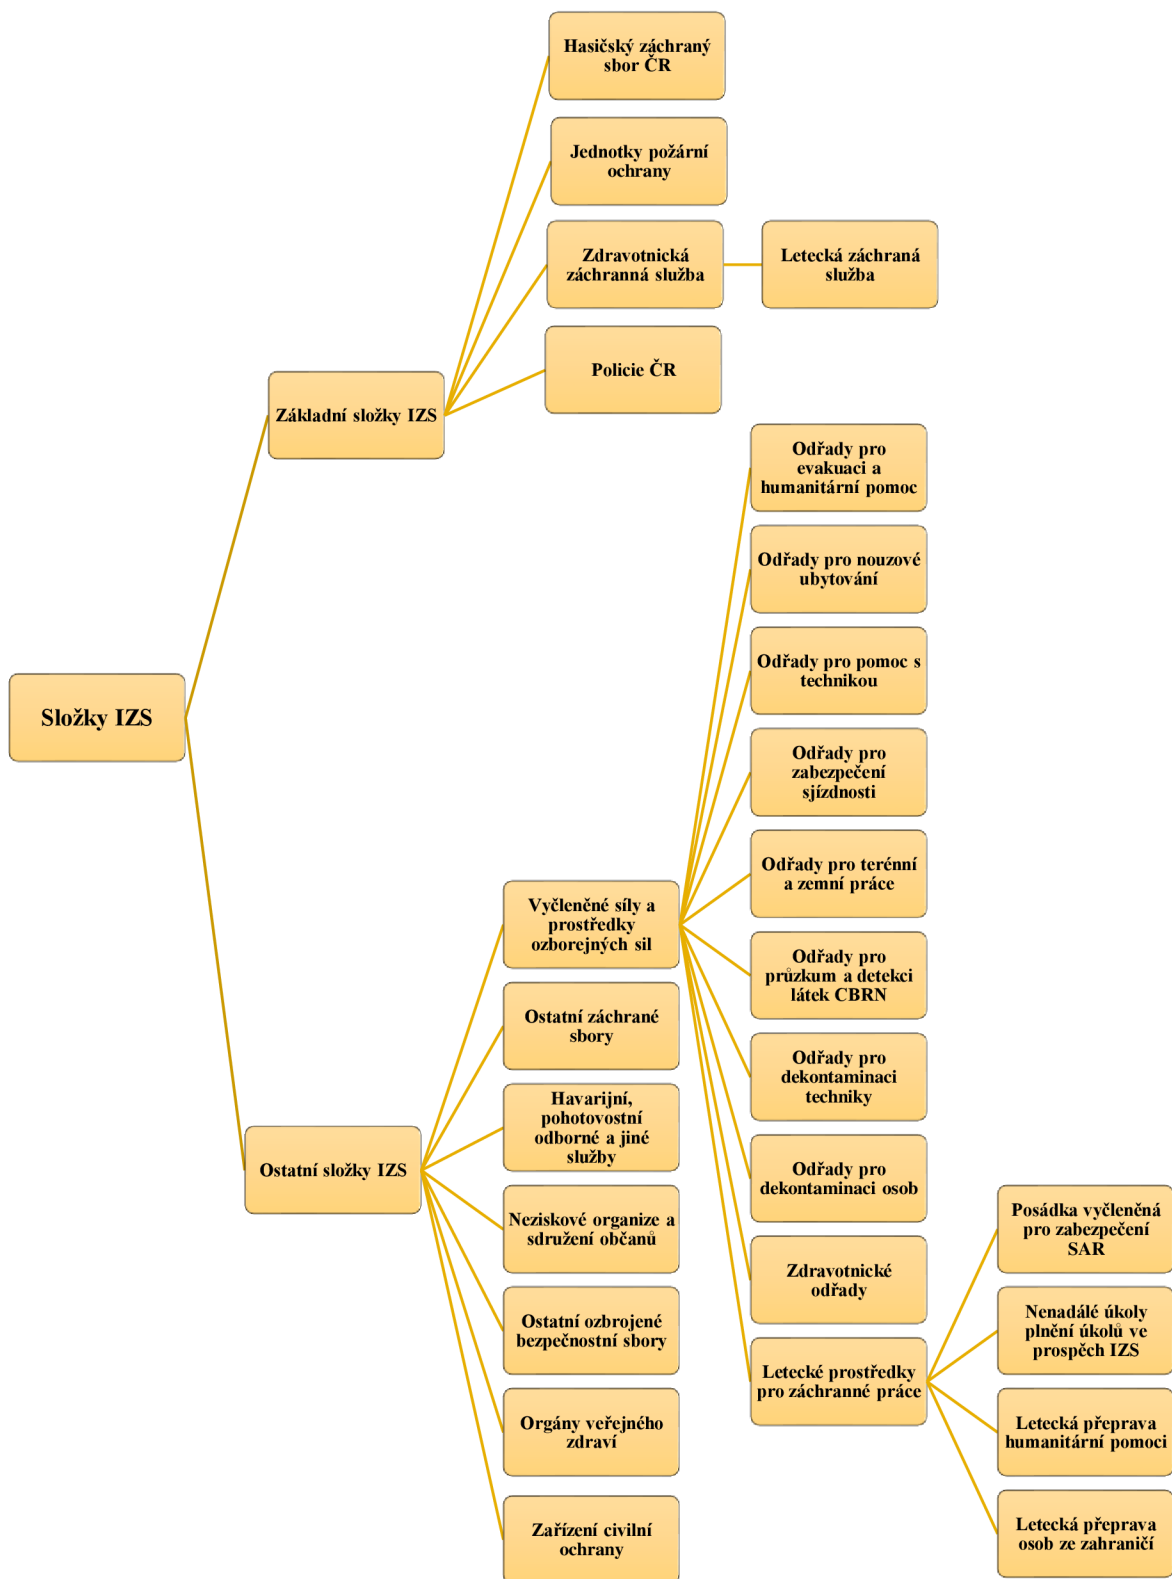 Složky IZS
Základní složky IZS
Hasičský záchraný
sbor ČR
Jednotky požární
ochrany
Zdravotnická
záchranná služba
Letecká záchraná
služba
Policie ČR
Ostatní složky IZS
Vyčleněné síly a
prostředky
ozborejných sil
Odřady pro
evakuaci a
humanitární pomoc
Odřady pro nouzové
ubytování
Odřady pro pomoc s
technikou
Odřady pro
zabezpečení
sjízdnosti
Odřady pro terénní
a zemní práce
Odřady pro
průzkum a detekci
látek CBRN
Odřady pro
dekontaminaci
techniky
Odřady pro
dekontaminaci osob
Zdravotnické
odřady
Letecké prostředky
pro záchranné práce
Posádka vyčleněná
pro zabezpečení
SAR
Nenadálé úkoly
plnění úkolů ve
prospěch IZS
Letecká přeprava
humanitární pomoci
Letecká přeprava
osob ze zahraničí
Ostatní záchrané
sbory
Havarijní,
pohotovostní
odborné a jiné
služby
Neziskové organize a
sdružení občanů
Ostatní ozbrojené
bezpečnostní sbory
Orgány veřejného
zdraví
Zařízení civilní
ochrany